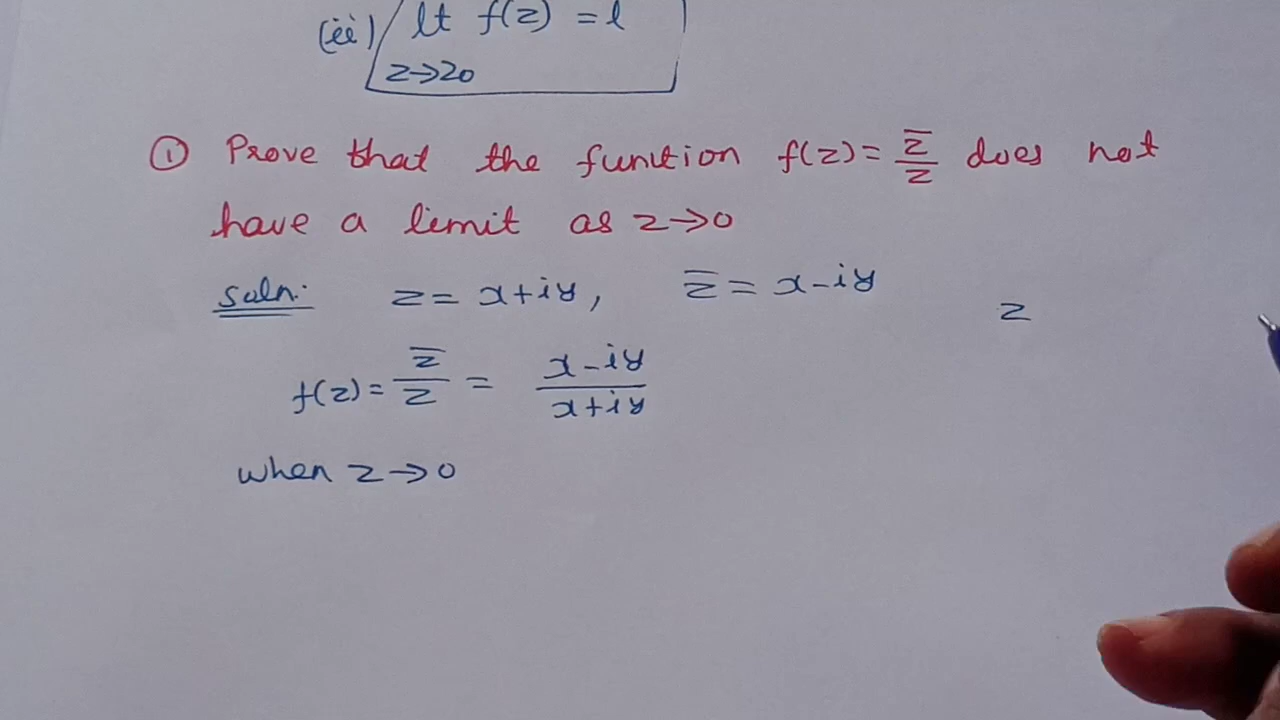 (ii) lt f(z) = l
z→z0
① Prove that the function f(z) = z̄/z does not
have a limit as z→0
Soln: z = x+iy, z̄ = x-iy
z
f(z) = z̄/z = x-iy/x+iy
when z→0